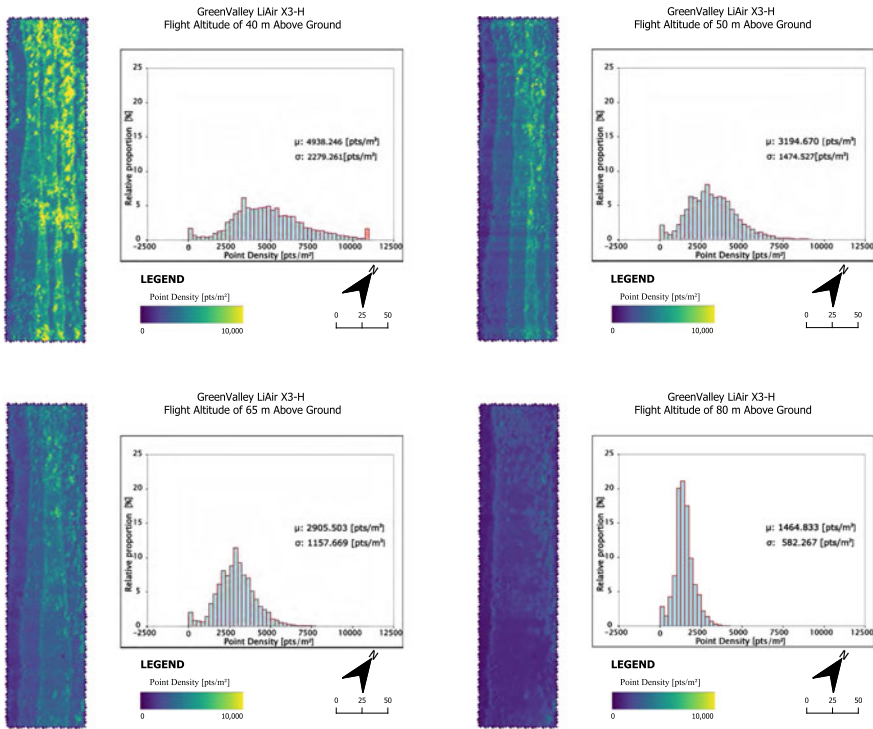 GreenValley LiAir X3-H
Flight Altitude of 40 m Above Ground
25
20
15
10
5
0
Relative proportion [%]
μ: 4938.246 [pts/m²]
σ: 2279.261[pts/m²]
-2500 0 2500 5000 7500 10000 12500
Point Density [pts/m²]
LEGEND
Point Density [pts/m²]
0 10,000
N
0 25 50
GreenValley LiAir X3-H
Flight Altitude of 50 m Above Ground
25
20
15
10
5
0
Relative proportion [%]
μ: 3194.670 [pts/m²]
σ: 1474.527[pts/m²]
-2500 0 2500 5000 7500 10000 12500
Point Density [pts/m²]
LEGEND
Point Density [pts/m²]
0 10,000
N
0 25 50
GreenValley LiAir X3-H
Flight Altitude of 65 m Above Ground
25
20
15
10
5
0
Relative proportion [%]
μ: 2905.503 [pts/m²]
σ: 1157.669 [pts/m²]
-2500 0 2500 5000 7500 10000 12500
Point Density [pts/m²]
LEGEND
Point Density [pts/m²]
0 10,000
N
0 25 50
GreenValley LiAir X3-H
Flight Altitude of 80 m Above Ground
25
20
15
10
5
0
Relative proportion [%]
μ: 1464.833 [pts/m²]
σ: 582.267 [pts/m²]
-2500 0 2500 5000 7500 10000 12500
Point Density [pts/m²]
LEGEND
Point Density [pts/m²]
0 10,000
N
0 25 50